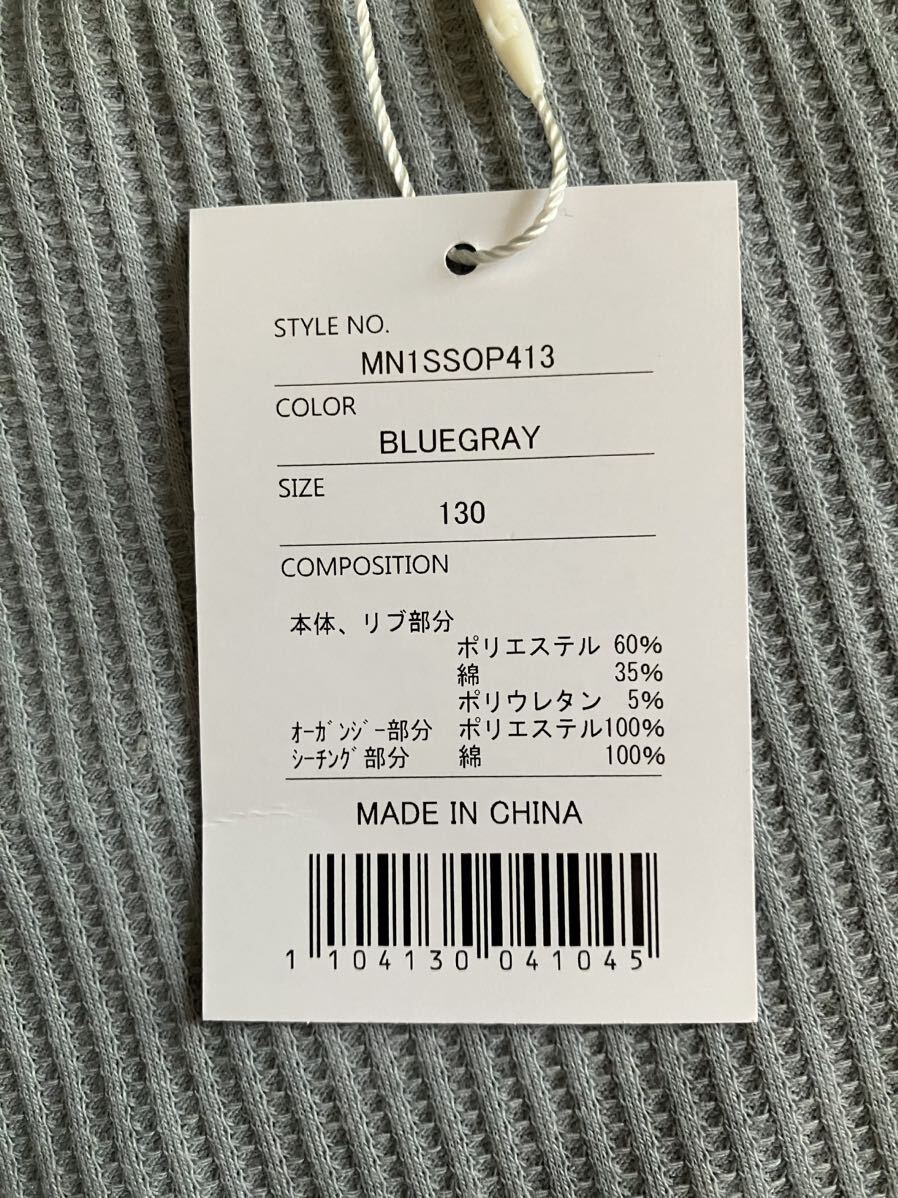 STYLE NO.
MN1SSOP413
COLOR
BLUEGRAY
SIZE
130
COMPOSITION
本体、リブ部分
ポリエステル 60%
綿 35%
ポリウレタン 5%
ｵｰｶﾞﾝｼﾞｰ部分 ポリエステル100%
ｼｰﾁﾝｸﾞ部分 綿 100%
MADE IN CHINA
1 104130 041045